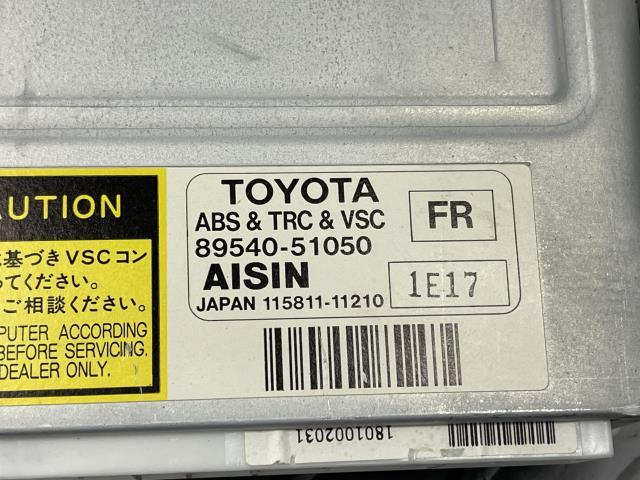 AUTION
基づきVSCコン
ってください。
ご相談ください。
PUTER ACCORDING
BEFORE SERVICING.
DEALER ONLY.
TOYOTA
ABS & TRC & VSC
FR
89540-51050
AISIN
1E17
JAPAN 115811-11210
1801002031